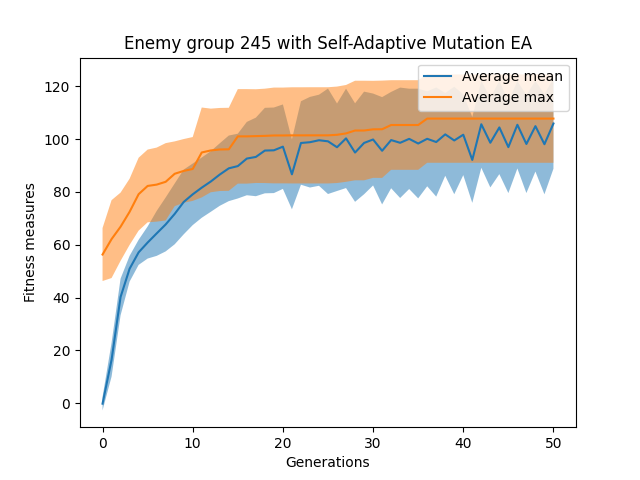 Enemy group 245 with Self-Adaptive Mutation EA
Average mean
Average max
120
100
80
60
40
20
0
Fitness measures
0 10 20 30 40 50
Generations